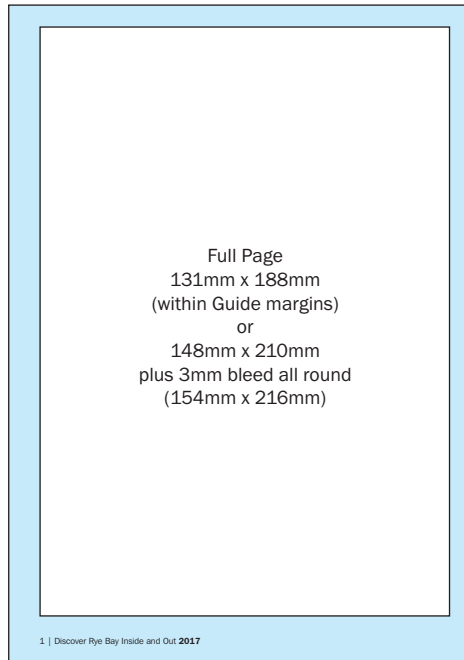 Full Page
131mm x 188mm
(within Guide margins)
or
148mm x 210mm
plus 3mm bleed all round
(154mm x 216mm)
1 | Discover Rye Bay Inside and Out 2017